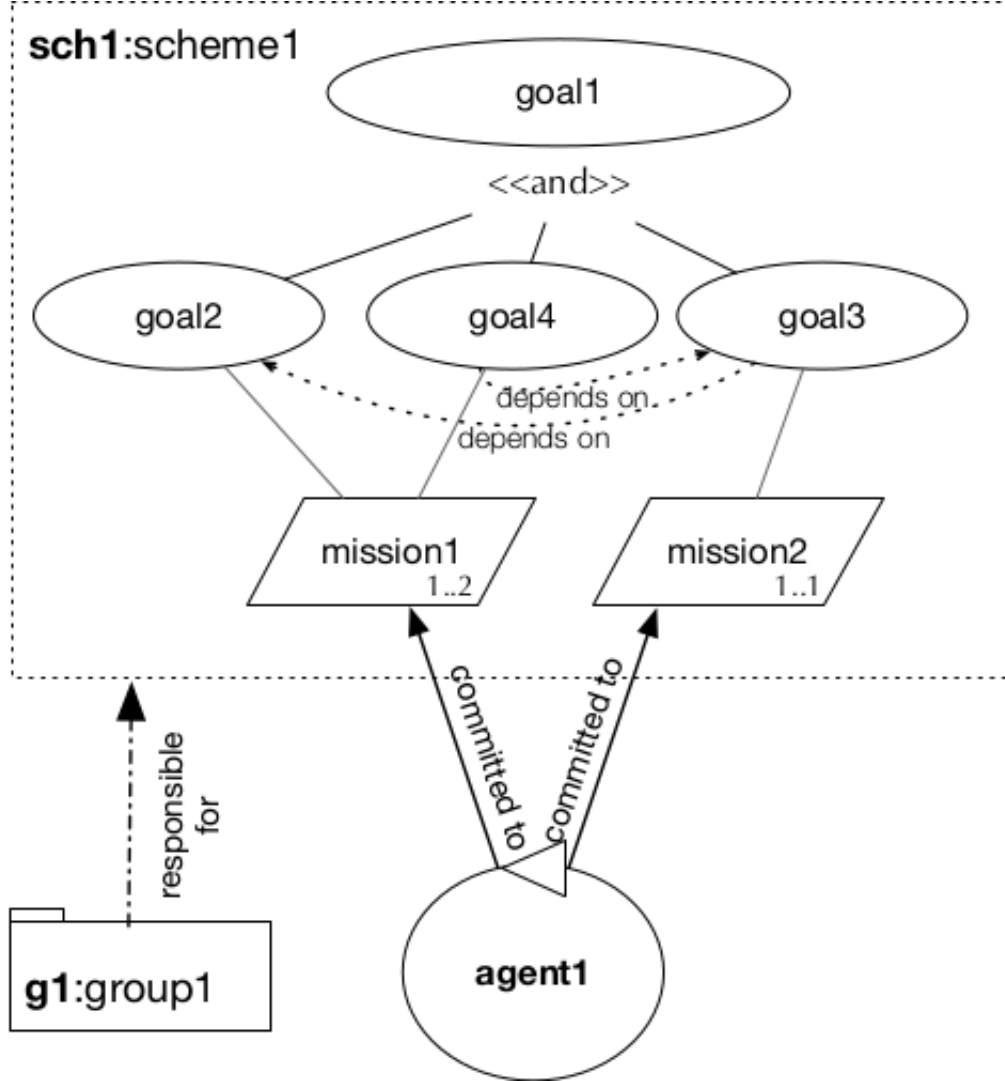 sch1:scheme1
goal1
<<and>>
goal2
goal4
goal3
depends on
depends on
mission1
1..2
mission2
1..1
committed to
committed to
responsible
for
g1:group1
agent1